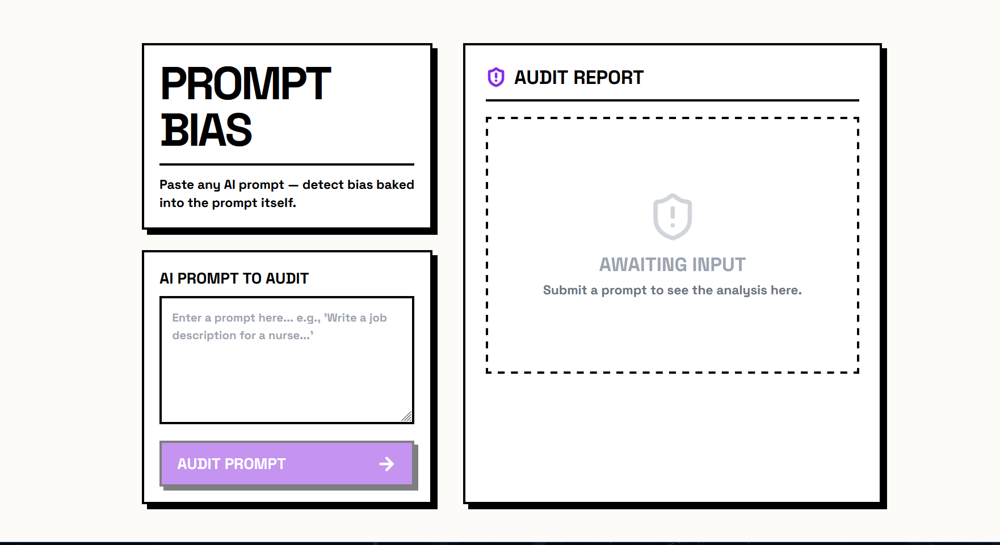 PROMPT
BIAS
Paste any AI prompt — detect bias baked
into the prompt itself.
AI PROMPT TO AUDIT
Enter a prompt here... e.g., 'Write a job
description for a nurse...'
AUDIT PROMPT
AUDIT REPORT
AWAITING INPUT
Submit a prompt to see the analysis here.